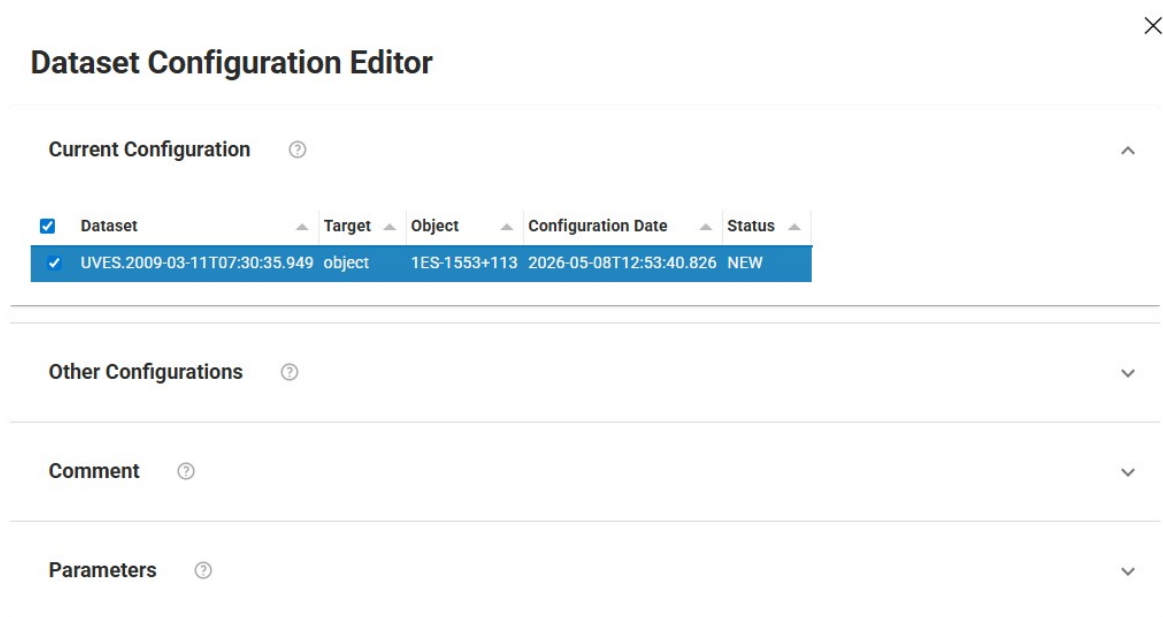 Dataset Configuration Editor
Current Configuration
Dataset Target Object Configuration Date Status
UVES.2009-03-11T07:30:35.949 object 1ES-1553+113 2026-05-08T12:53:40.826 NEW
Other Configurations
Comment
Parameters